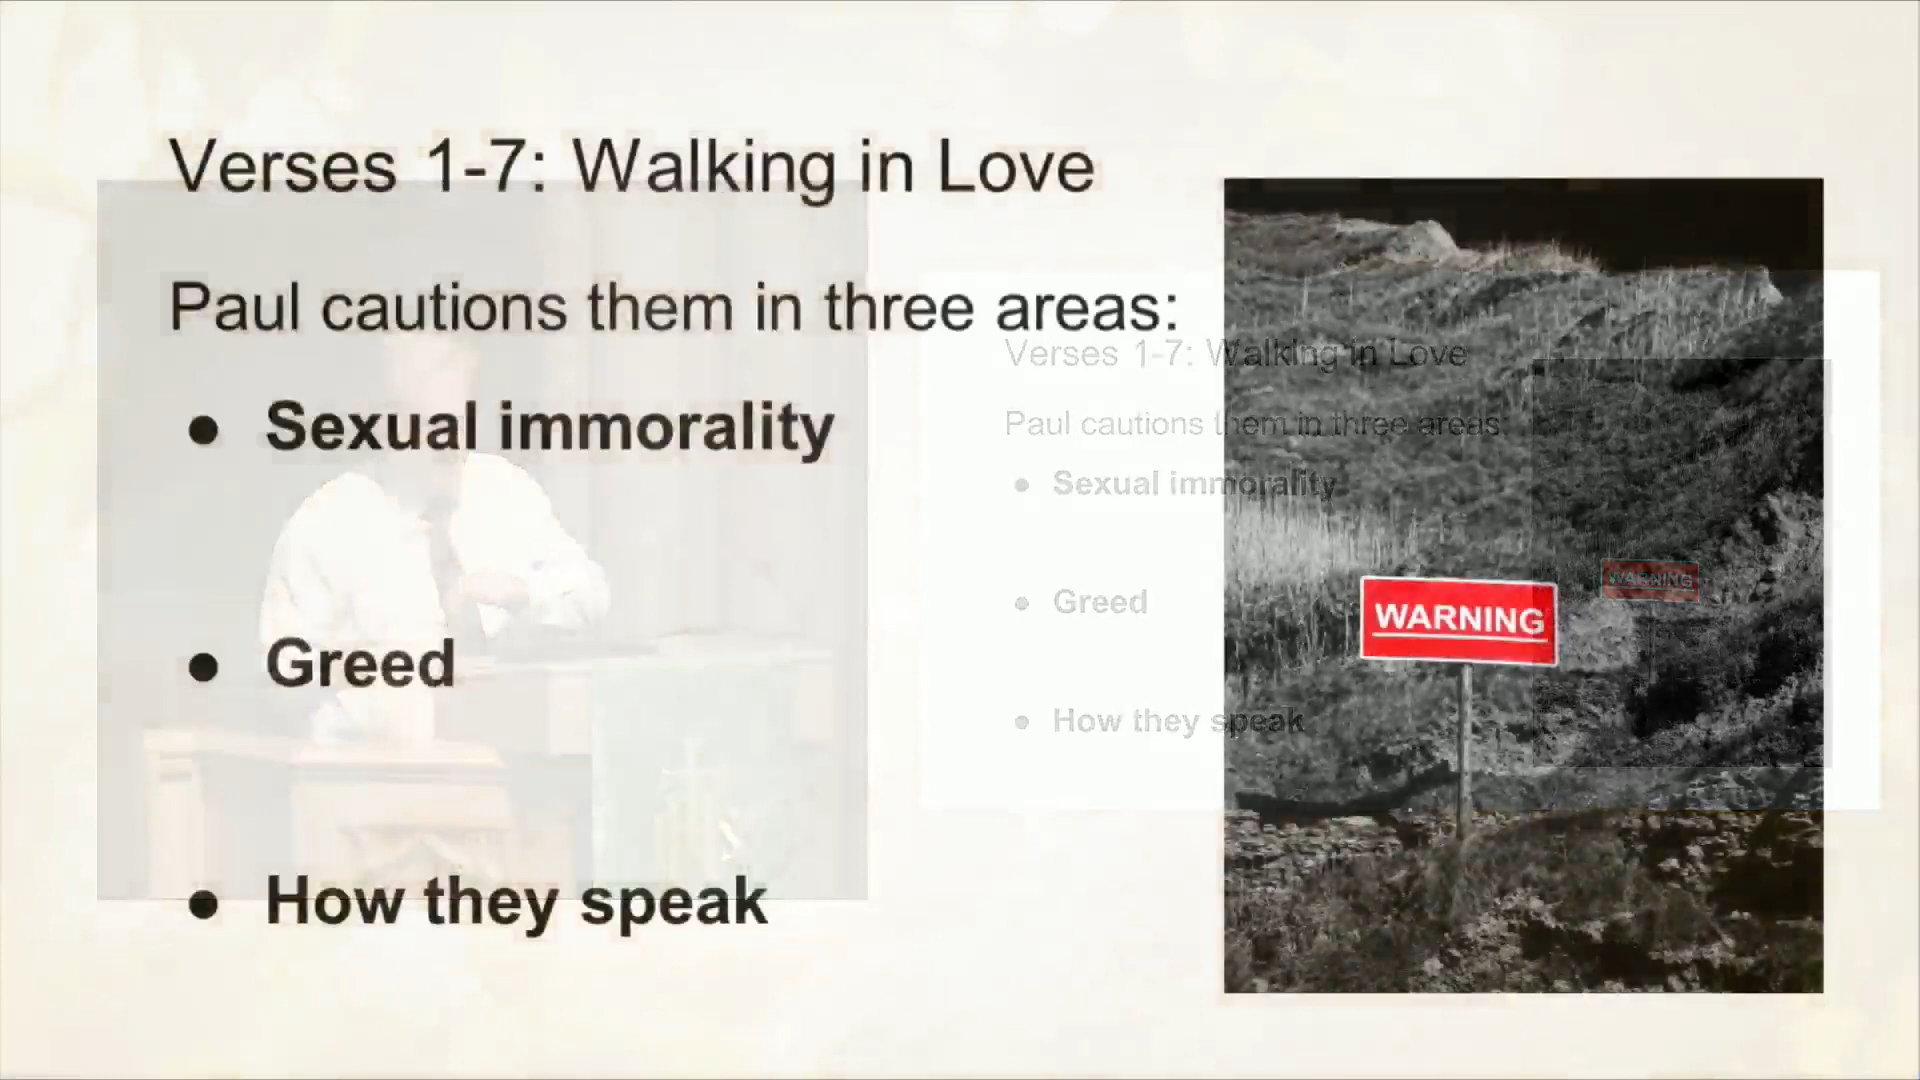 Verses 1-7: Walking in Love
Paul cautions them in three areas:
● Sexual immorality
● Greed
● How they speak
WARNING
Verses 1-7: Walking in Love
Paul cautions them in three areas:
● Sexual immorality
● Greed
● How they speak
WARNING